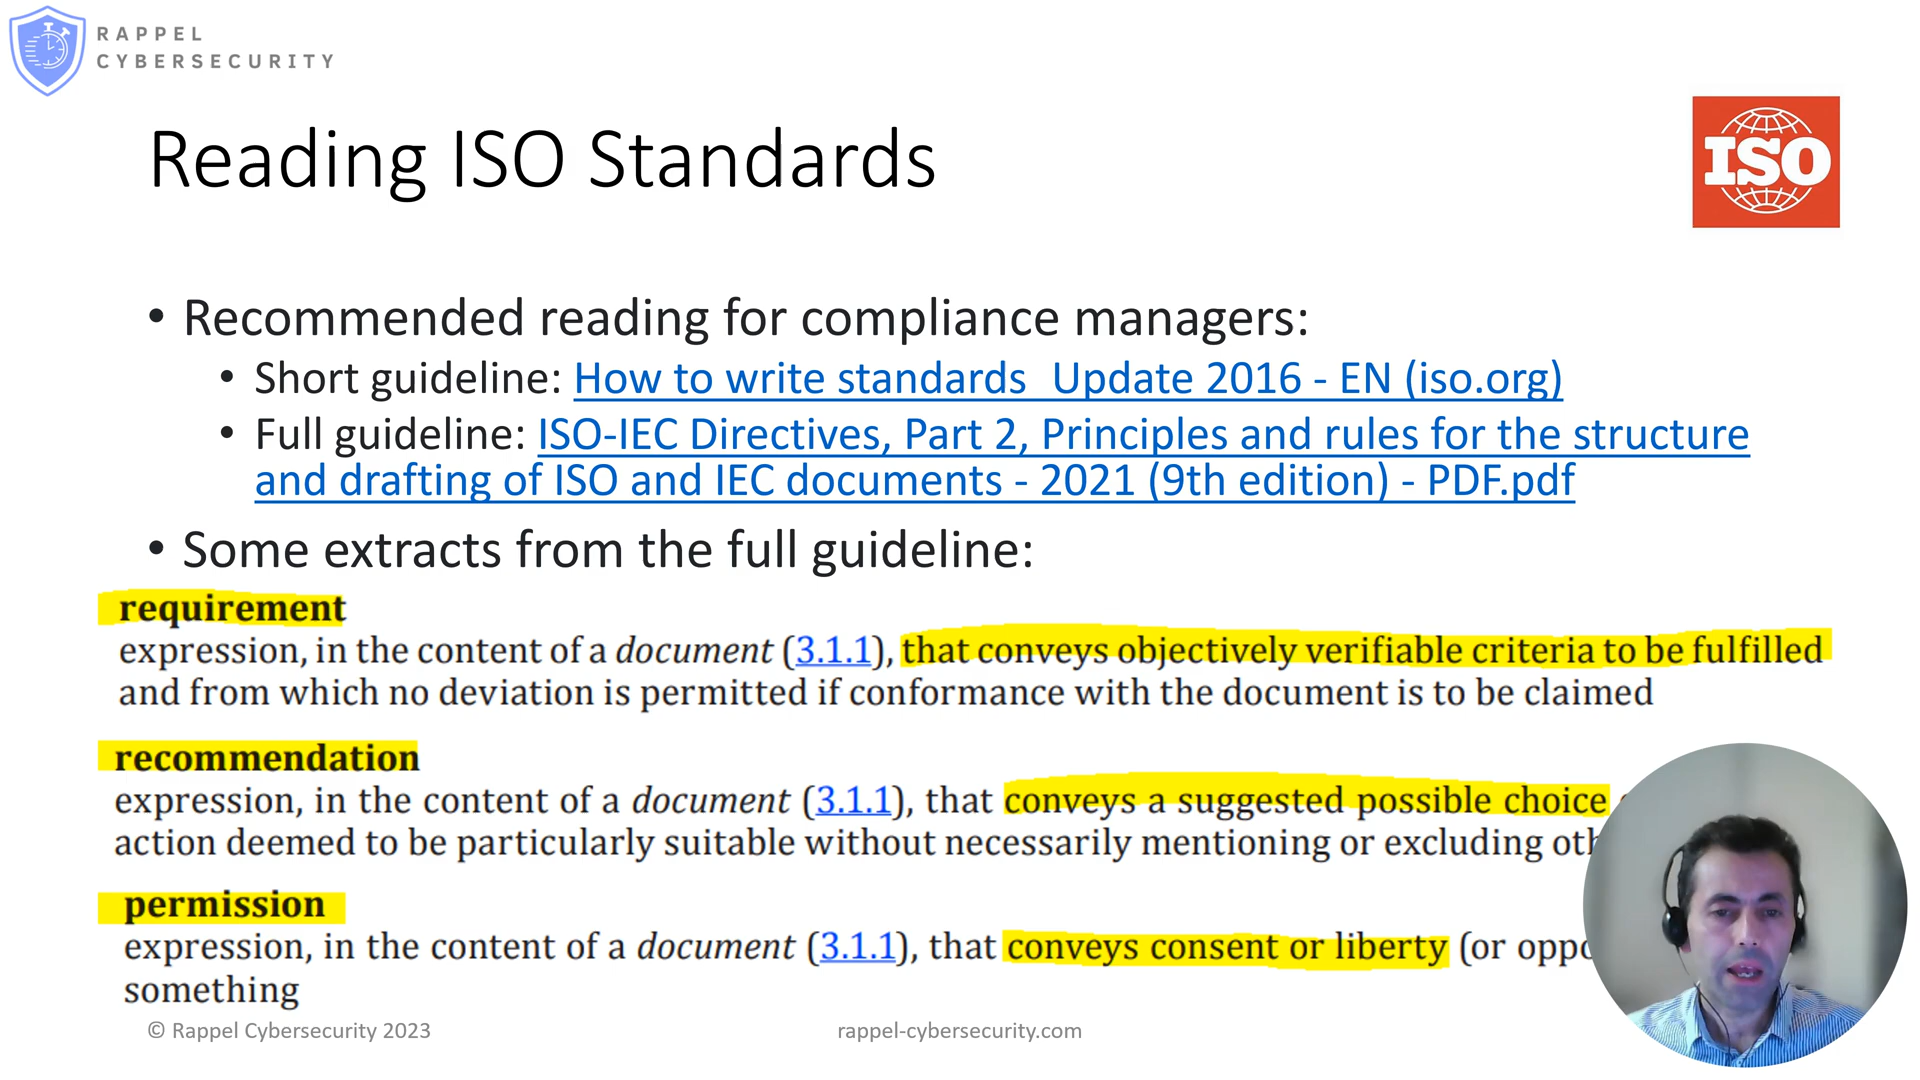 RAPPEL
CYBERSECURITY
Reading ISO Standards
ISO
• Recommended reading for compliance managers:
• Short guideline: How to write standards  Update 2016 - EN (iso.org)
• Full guideline: ISO-IEC Directives, Part 2, Principles and rules for the structure
and drafting of ISO and IEC documents - 2021 (9th edition) - PDF.pdf
• Some extracts from the full guideline:
requirement
expression, in the content of a document (3.1.1), that conveys objectively verifiable criteria to be fulfilled
and from which no deviation is permitted if conformance with the document is to be claimed
recommendation
expression, in the content of a document (3.1.1), that conveys a suggested possible choice
action deemed to be particularly suitable without necessarily mentioning or excluding
permission
expression, in the content of a document (3.1.1), that conveys consent or liberty (or
something
© Rappel Cybersecurity 2023
rappel-cybersecurity.com